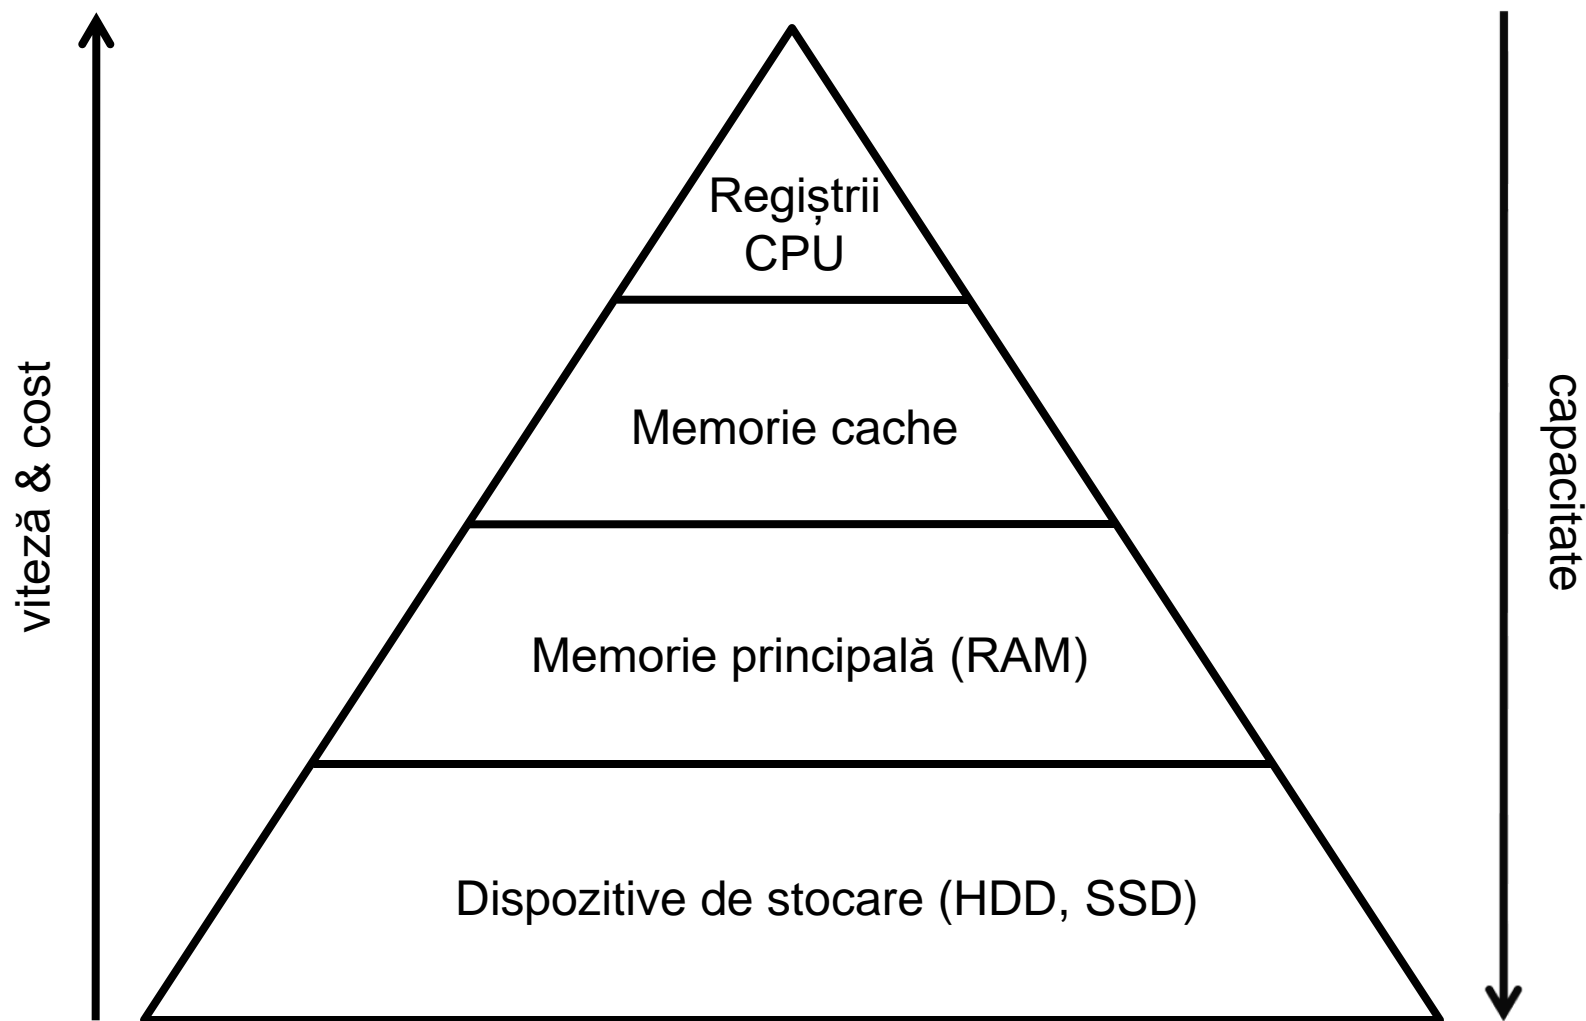 Regiștrii
CPU
viteză & cost
Memorie cache
capacitate
Memorie principală (RAM)
Dispozitive de stocare (HDD, SSD)